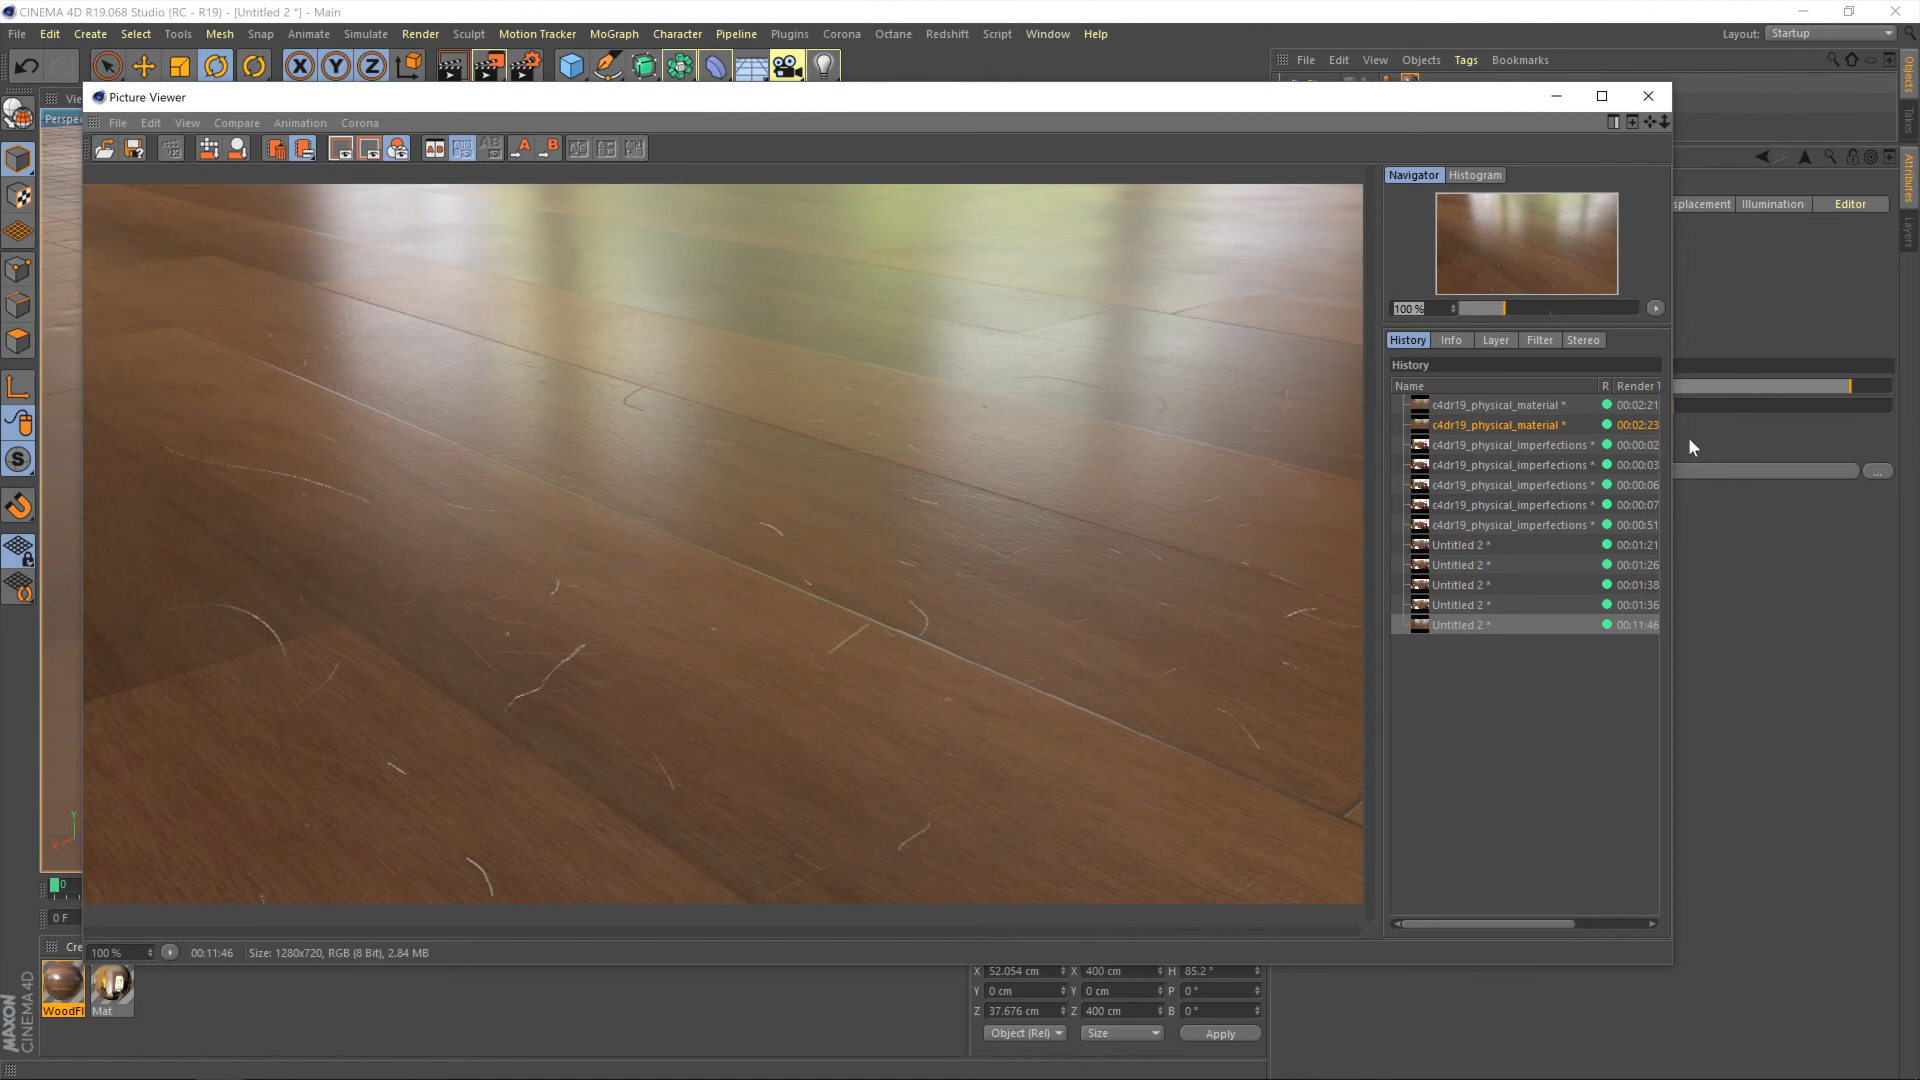 CINEMA 4D R19.068 Studio (RC - R19) - [Untitled 2 *] - Main
File Edit Create Select Tools Mesh Snap Animate Simulate Render Sculpt Motion Tracker MoGraph Character Pipeline Plugins Corona Octane Redshift Script Window Help
Layout: Startup
X Y Z
File Edit View Objects Tags Bookmarks
Objects
Takes
Attributes
Layers
Picture Viewer
Perspe
File Edit View Compare Animation Corona
Navigator Histogram
splacement Illumination Editor
100 %
History Info Layer Filter Stereo
History
Name R Render T
c4dr19_physical_material * 00:02:21
c4dr19_physical_material * 00:02:23
c4dr19_physical_imperfections * 00:00:02
c4dr19_physical_imperfections * 00:00:03
c4dr19_physical_imperfections * 00:00:06
c4dr19_physical_imperfections * 00:00:07
c4dr19_physical_imperfections * 00:00:51
Untitled 2 * 00:01:21
Untitled 2 * 00:01:26
Untitled 2 * 00:01:38
Untitled 2 * 00:01:36
Untitled 2 * 00:11:46
...
Y
X
0
0 F
Cre
100 % 00:11:46 Size: 1280x720, RGB (8 Bit), 2.84 MB
WoodFl Mat
X 52.054 cm X 400 cm H 85.2 °
Y 0 cm Y 0 cm P 0 °
Z 37.676 cm Z 400 cm B 0 °
Object (Rel) Size Apply
MAXON
CINEMA 4D